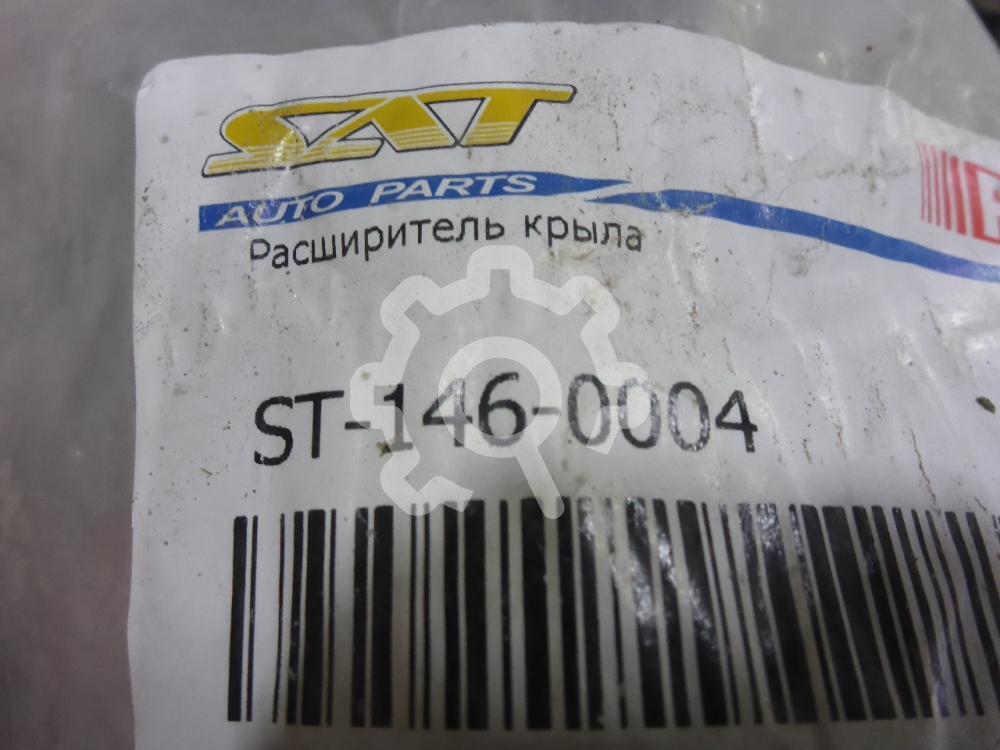 SAT
AUTO PARTS
Расширитель крыла
ST-146-0004